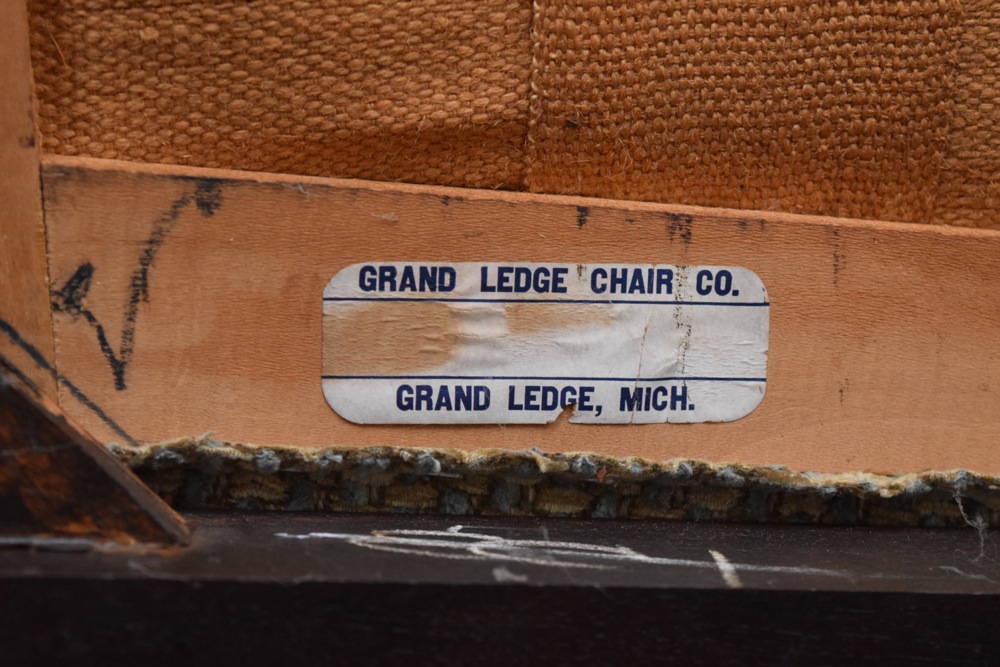 GRAND LEDGE CHAIR CO.
GRAND LEDGE, MICH.